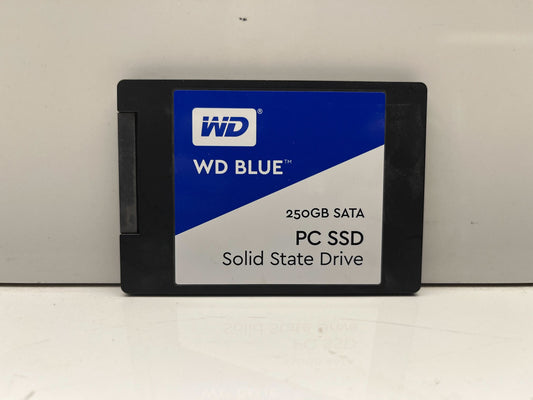 WD®
WD BLUE™
250GB SATA
PC SSD
Solid State Drive